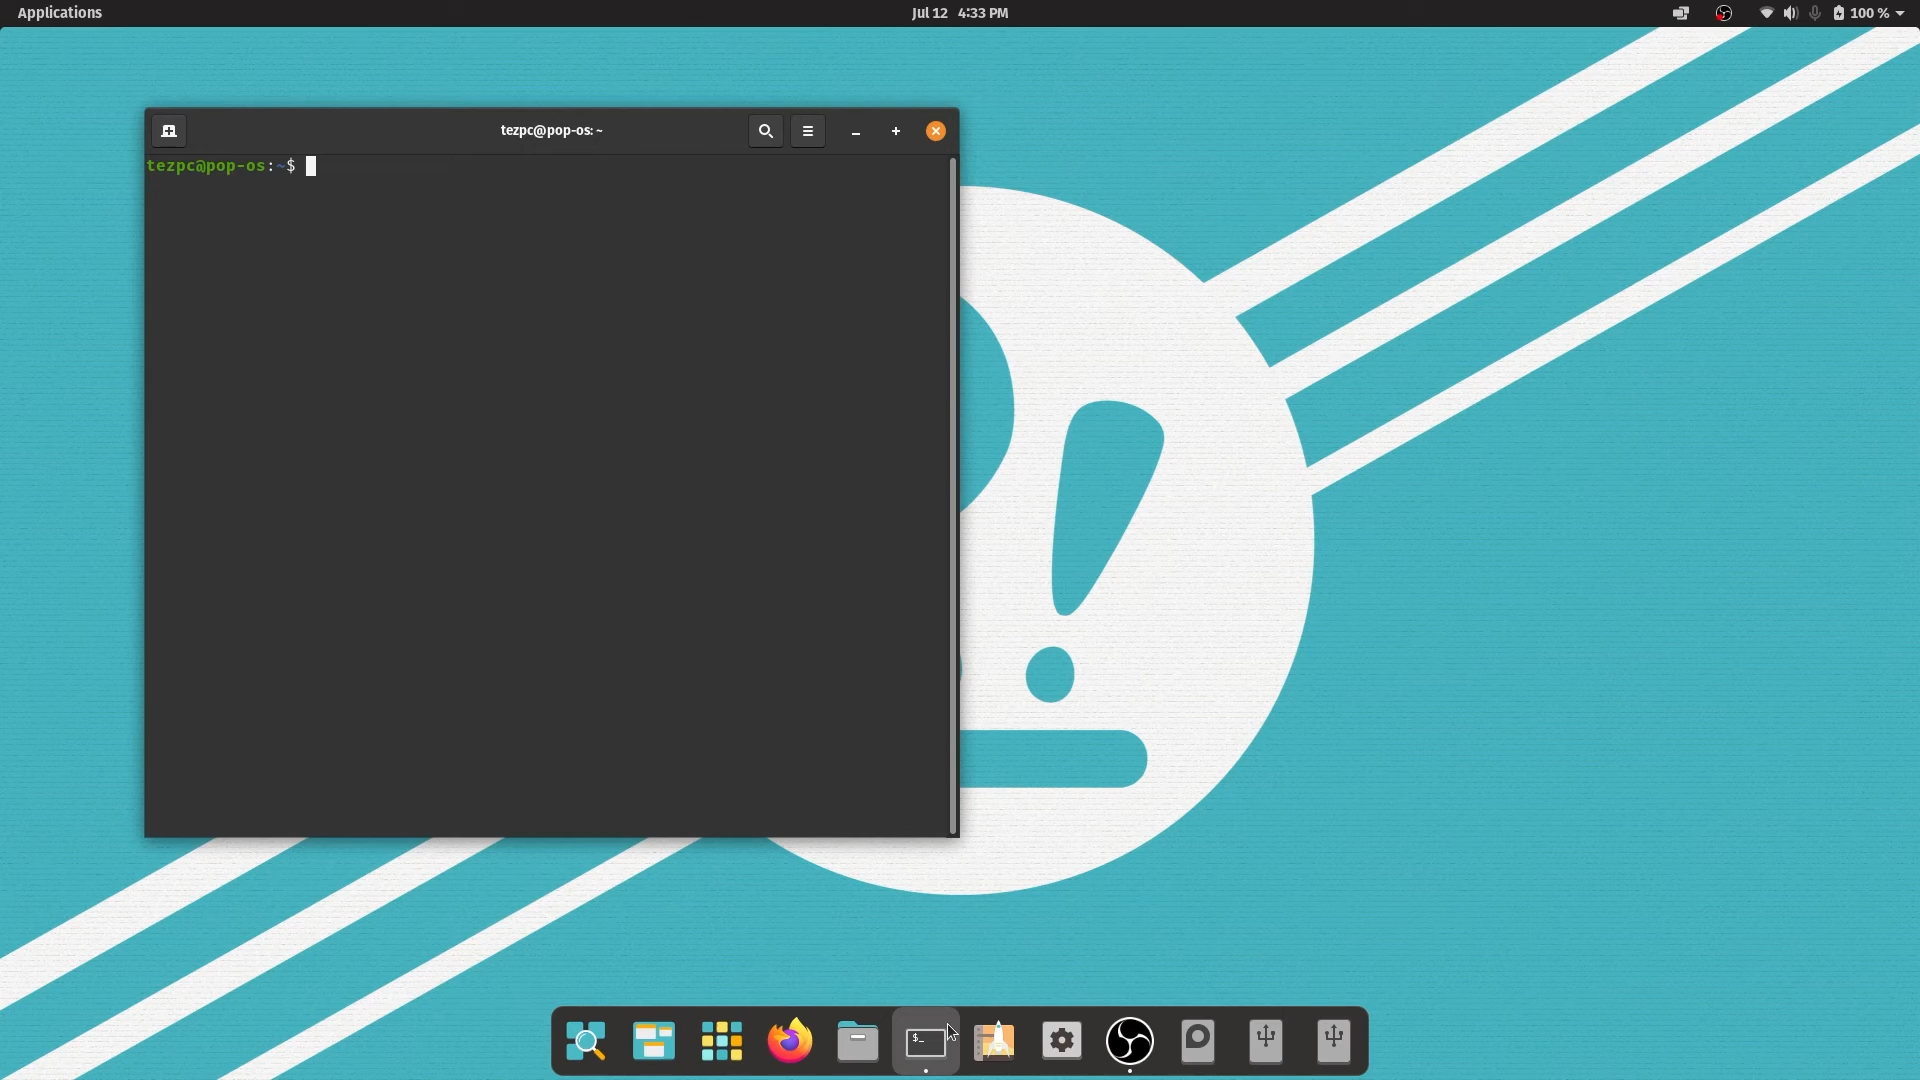 Applications
Jul 12 4:33 PM
100 %
tezpc@pop-os: ~
tezpc@pop-os:~$
$_